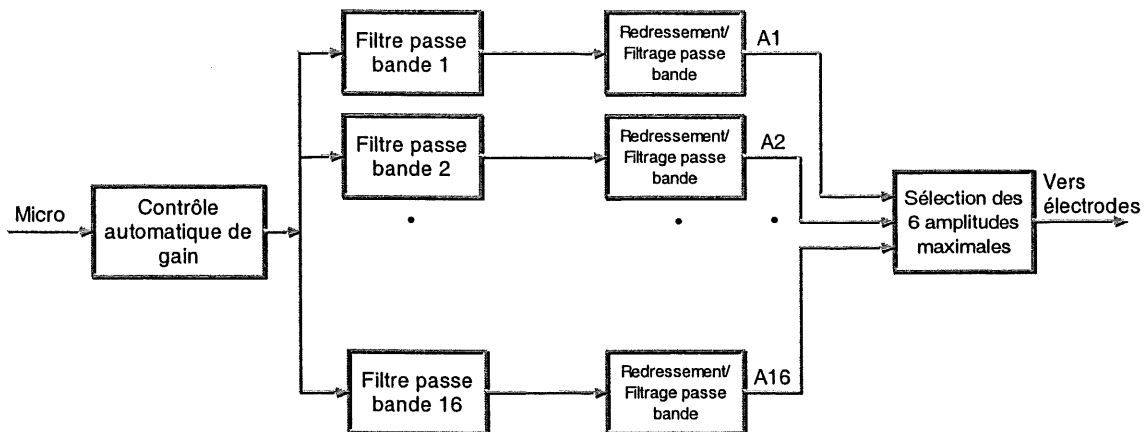 Filtre passe
bande 1
Redressement/
Filtrage passe
bande
A1
Filtre passe
bande 2
Redressement/
Filtrage passe
bande
A2
Micro
Contrôle
automatique de
gain
Sélection des
6 amplitudes
maximales
Vers
électrodes
Filtre passe
bande 16
Redressement/
Filtrage passe
bande
A16